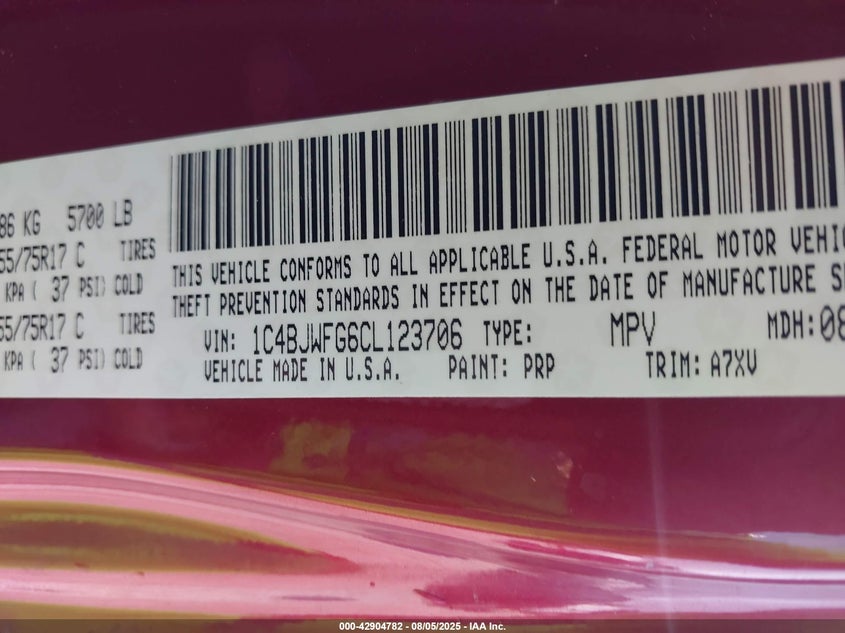 86 KG 5700 LB
55/75R17 C TIRES
KPA ( 37 PSI) COLD
55/75R17 C TIRES
KPA ( 37 PSI) COLD
THIS VEHICLE CONFORMS TO ALL APPLICABLE U.S.A. FEDERAL MOTOR VEHIC
THEFT PREVENTION STANDARDS IN EFFECT ON THE DATE OF MANUFACTURE S
VIN: 1C4BJWFG6CL123706 TYPE: MPV MDH:08
VEHICLE MADE IN U.S.A. PAINT: PRP TRIM: A7XV
000-42904782 - 08/05/2025 - IAA Inc.